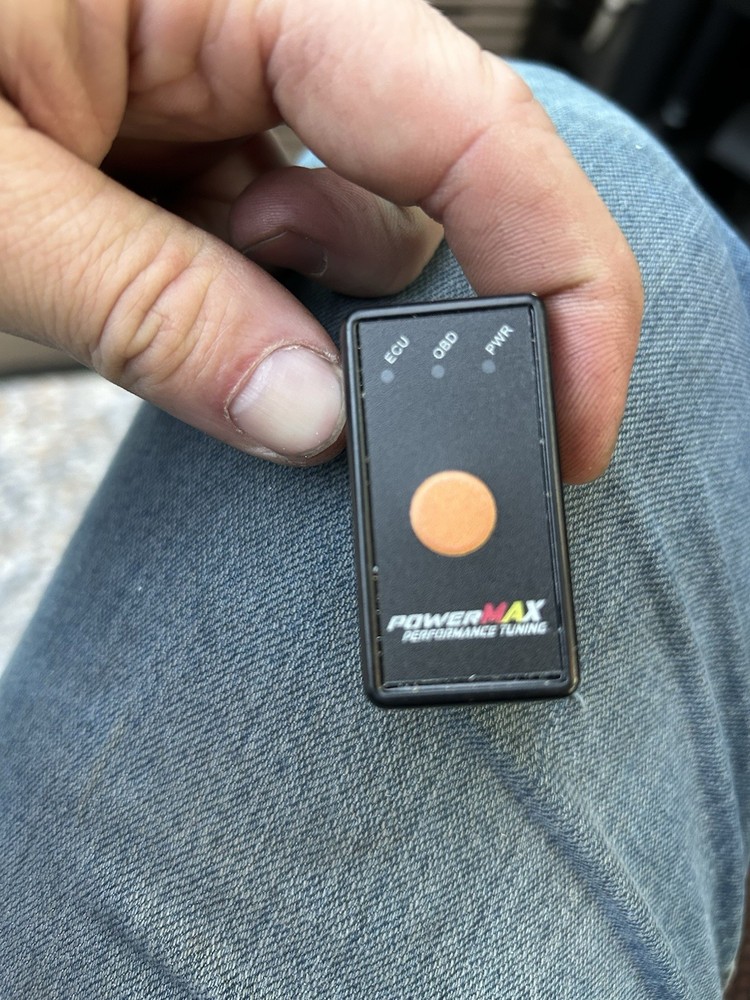 ECU OBD PWR
POWERMAX
PERFORMANCE TUNING